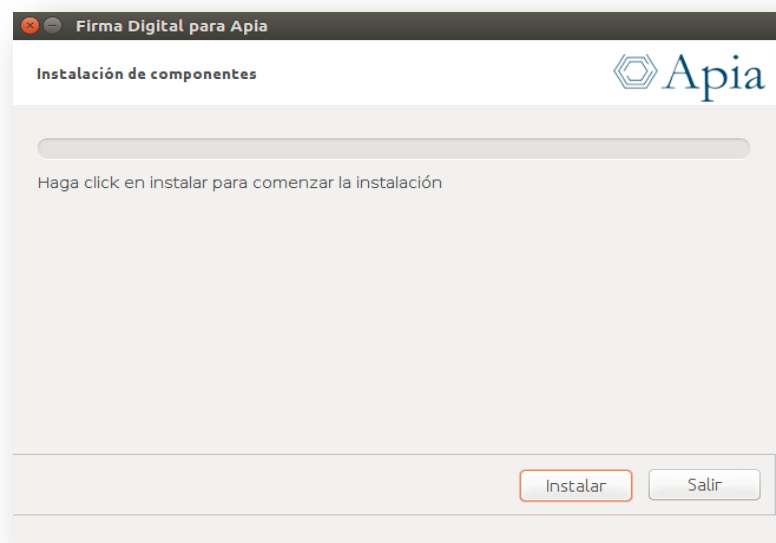 Firma Digital para Apia
Instalación de componentes
Apia
Haga click en instalar para comenzar la instalación
Instalar
Salir